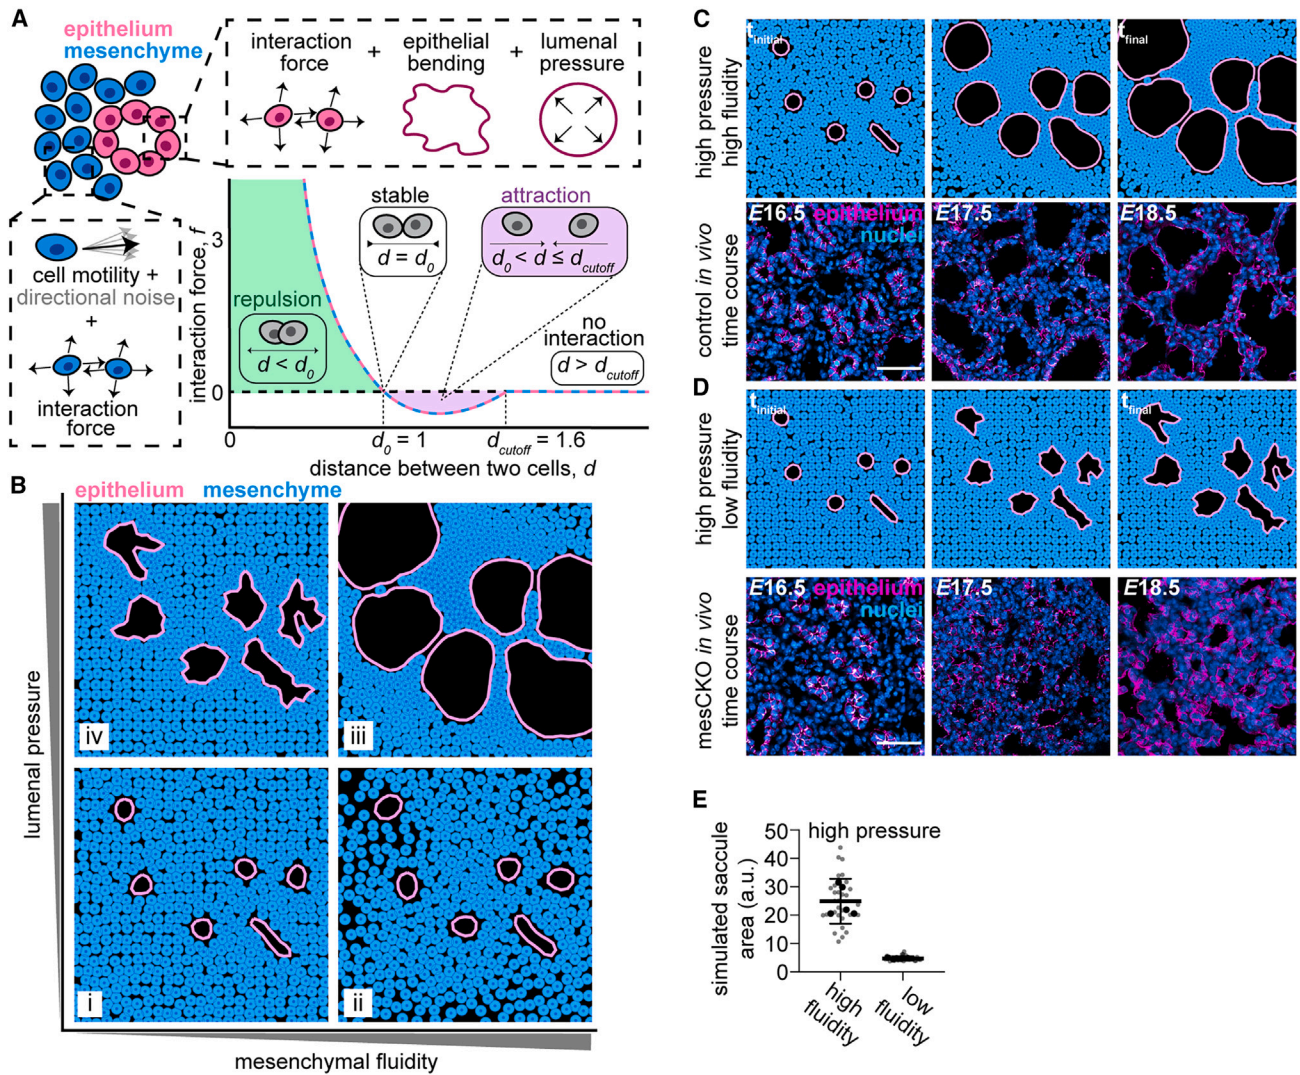 A
epithelium
mesenchyme
interaction force
+
epithelial bending
+
lumenal pressure
cell motility +
directional noise
+
interaction force
interaction force, f
3
0
repulsion
d < d0
stable
d = d0
attraction
d0 < d ≤ dcutoff
no interaction
d > dcutoff
0
d0 = 1
dcutoff = 1.6
distance between two cells, d
B
epithelium mesenchyme
lumenal pressure
iv
iii
i
ii
mesenchymal fluidity
C
high pressure
high fluidity
tinitial
tfinal
control in vivo
time course
E16.5 epithelium
nuclei
E17.5
E18.5
D
high pressure
low fluidity
tinitial
tfinal
mesCKO in vivo
time course
E16.5 epithelium
nuclei
E17.5
E18.5
E
high pressure
simulated saccule
area (a.u.)
50
40
30
20
10
0
high fluidity
low fluidity